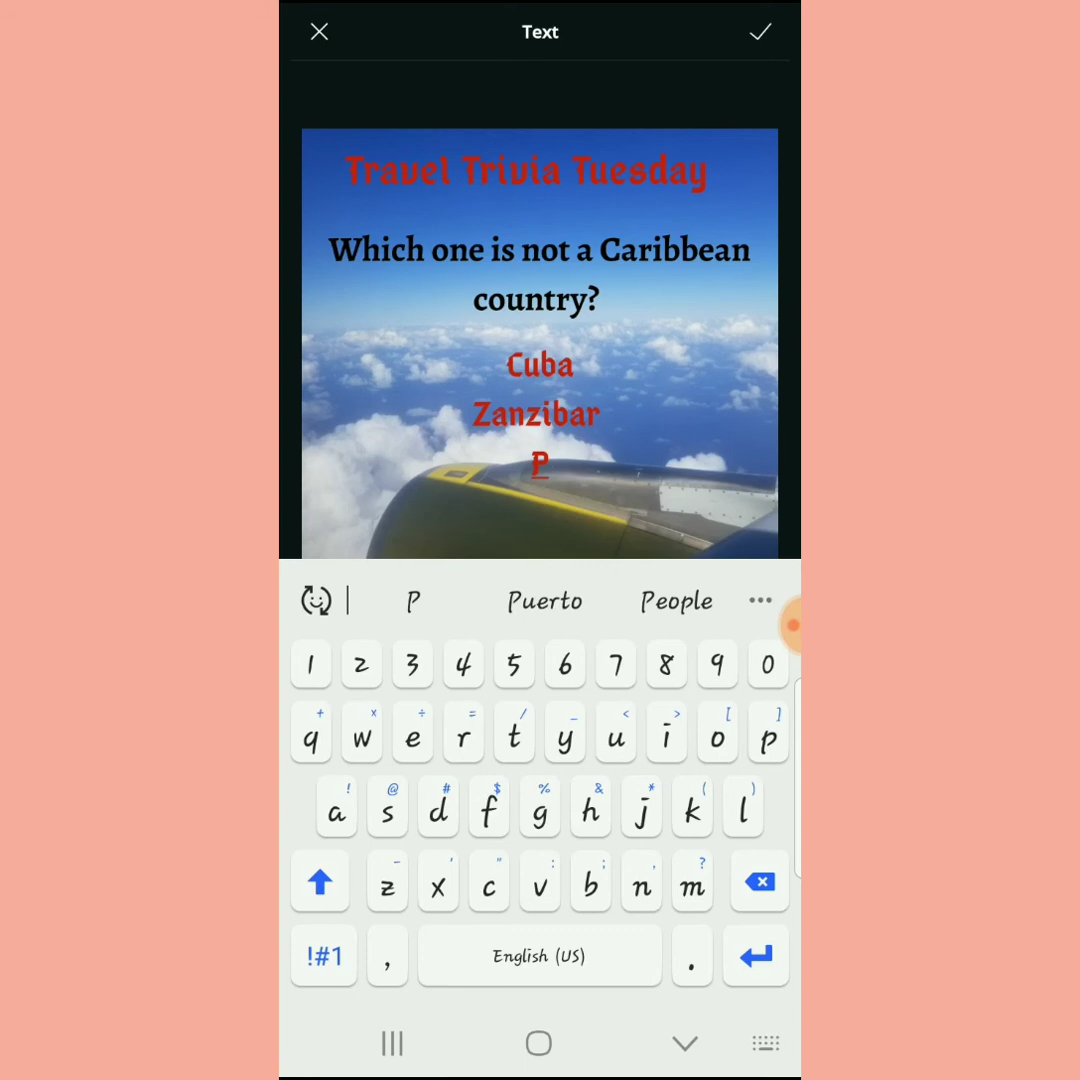 Text
Travel Trivia Tuesday
Which one is not a Caribbean
country?
Cuba
Zanzibar
P
P Puerto People
1 2 3 4 5 6 7 8 9 0
+ × ÷ = / _ < > [ ]
q w e r t y u i o p
! @ # $ % & * ( )
a s d f g h j k l
- ' " : ; , ?
z x c v b n m
!#1 , English (US) .